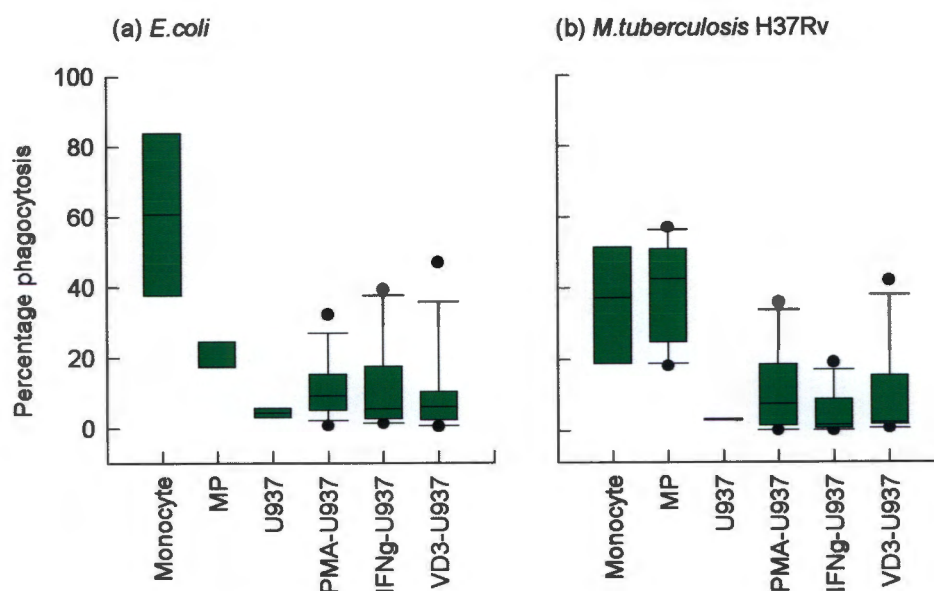 (a) E.coli
(b) M.tuberculosis H37Rv
Percentage phagocytosis
100
80
60
40
20
0
Monocyte
MP
U937
PMA-U937
IFNg-U937
VD3-U937
Monocyte
MP
U937
PMA-U937
IFNg-U937
VD3-U937